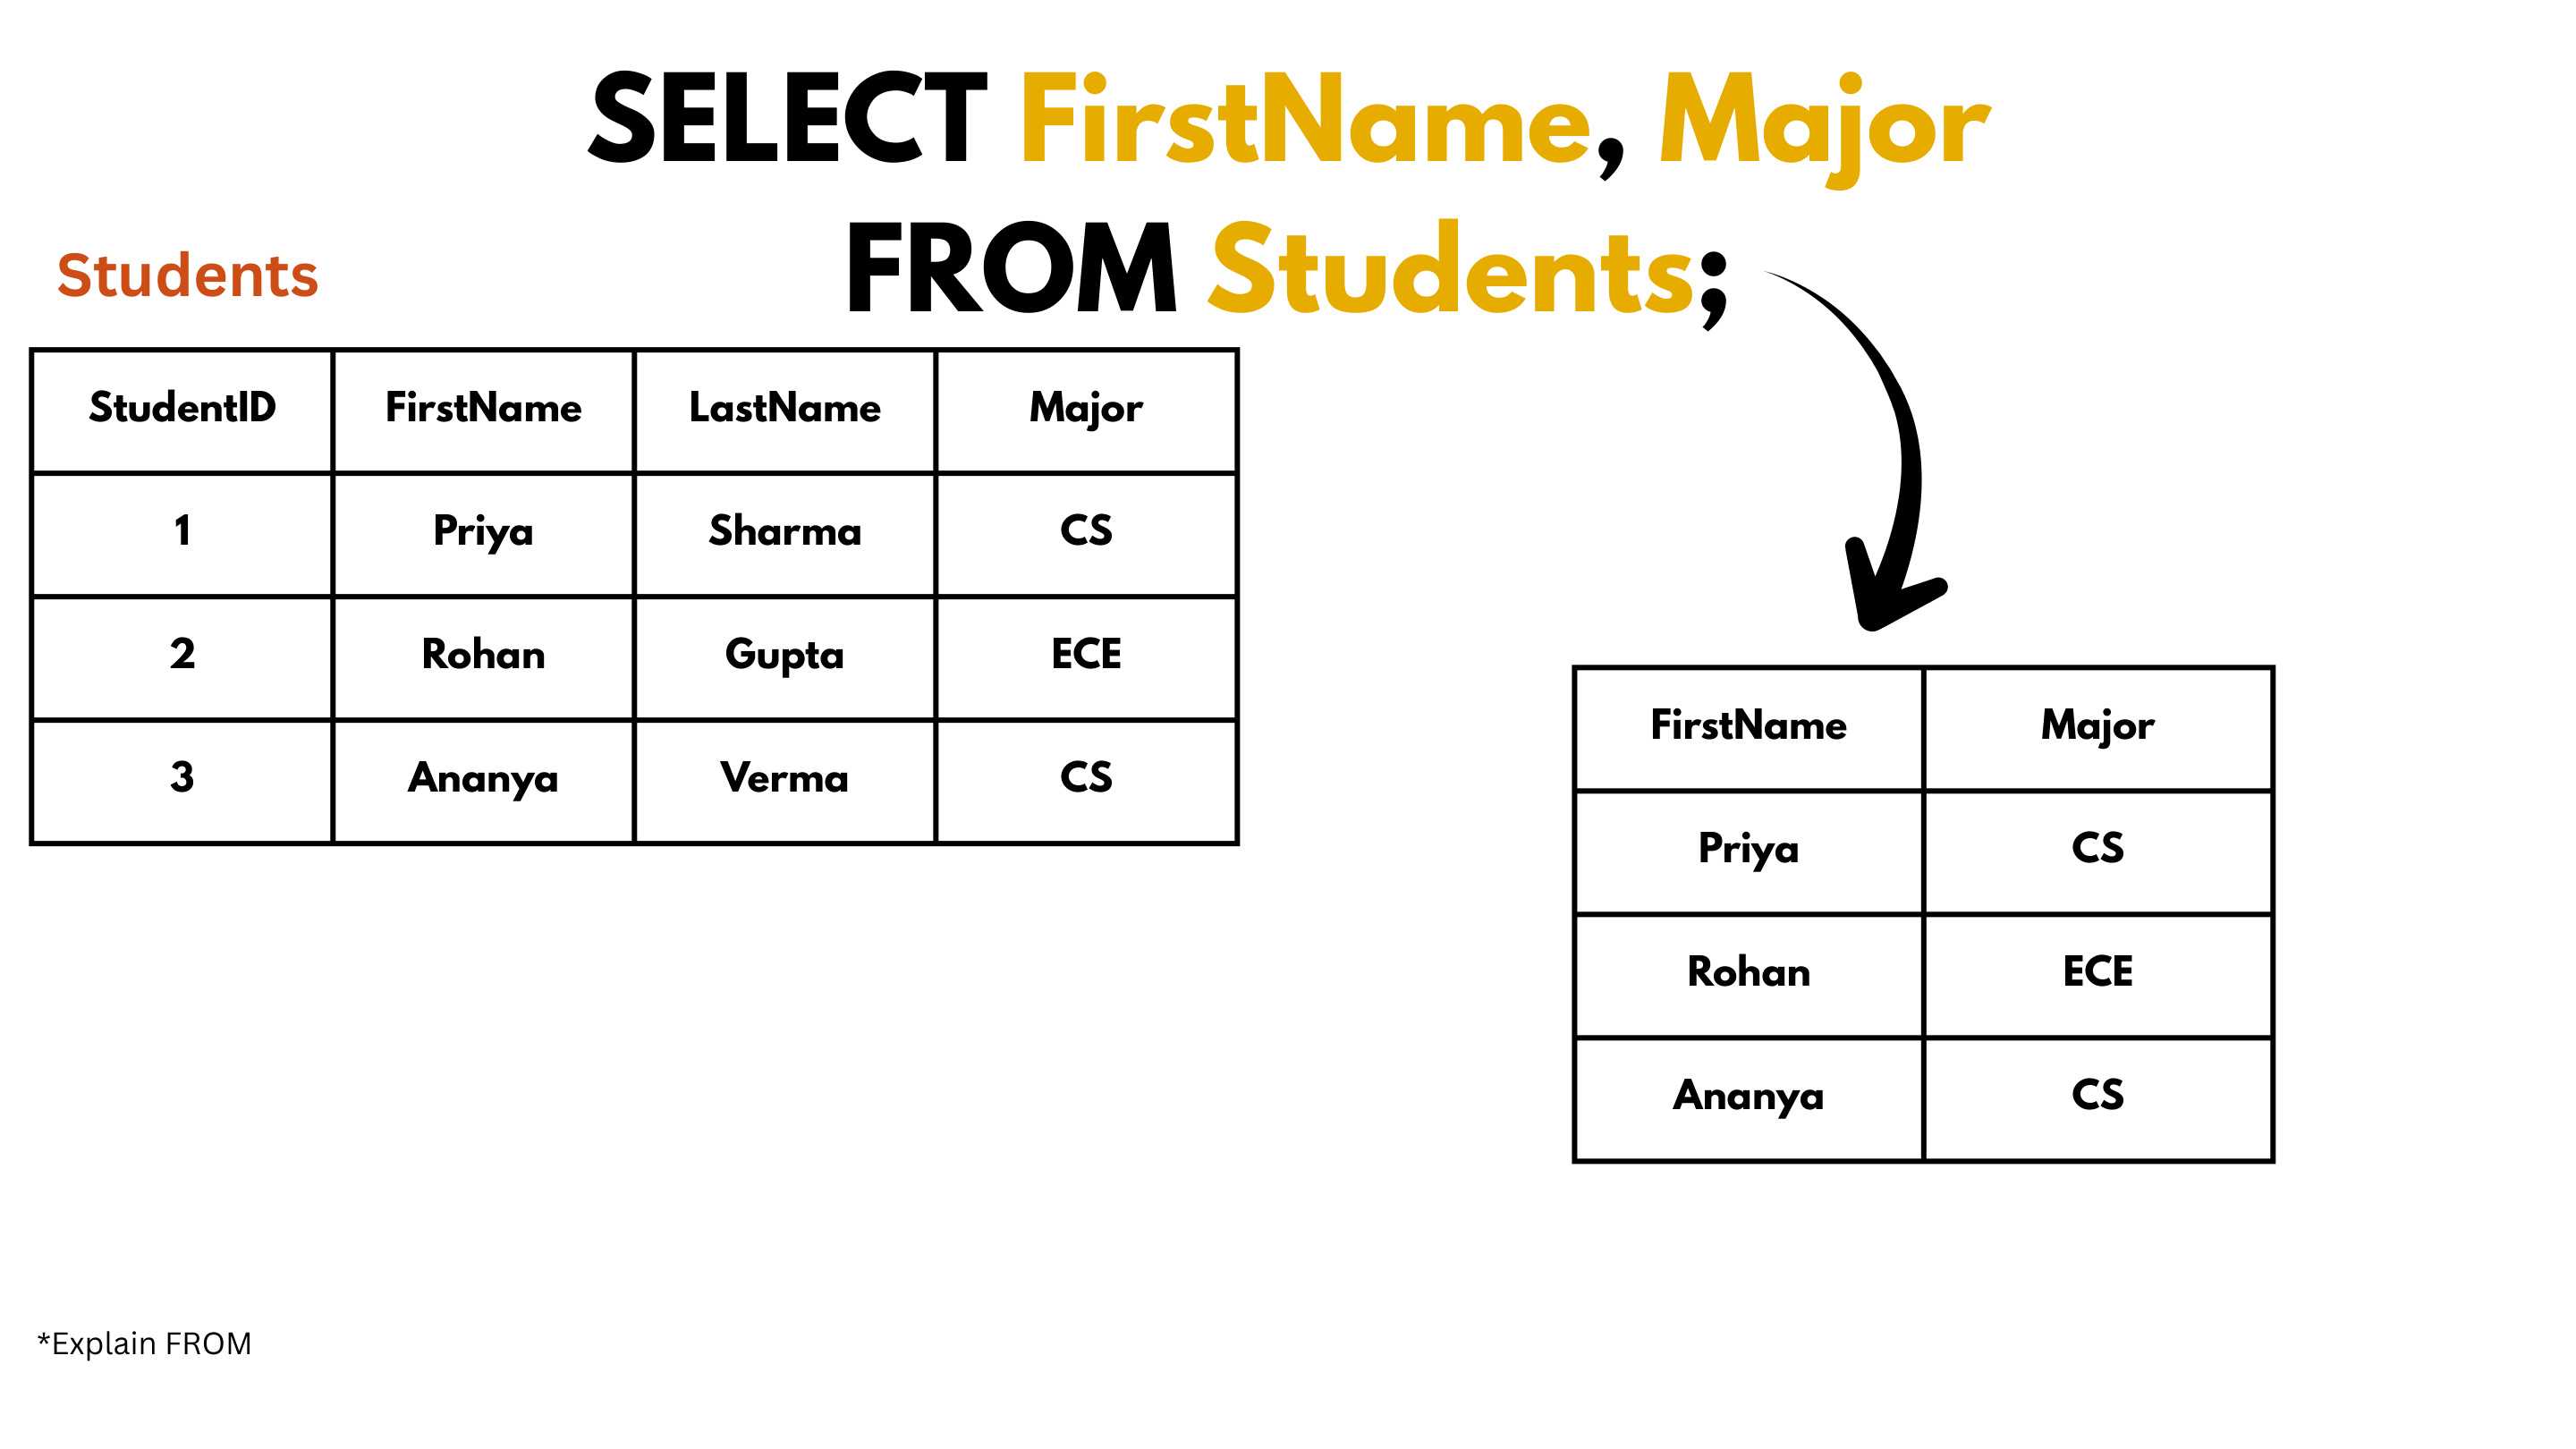 SELECT FirstName, Major
FROM Students;
Students
StudentID FirstName LastName Major
1 Priya Sharma CS
2 Rohan Gupta ECE
3 Ananya Verma CS
FirstName Major
Priya CS
Rohan ECE
Ananya CS
*Explain FROM